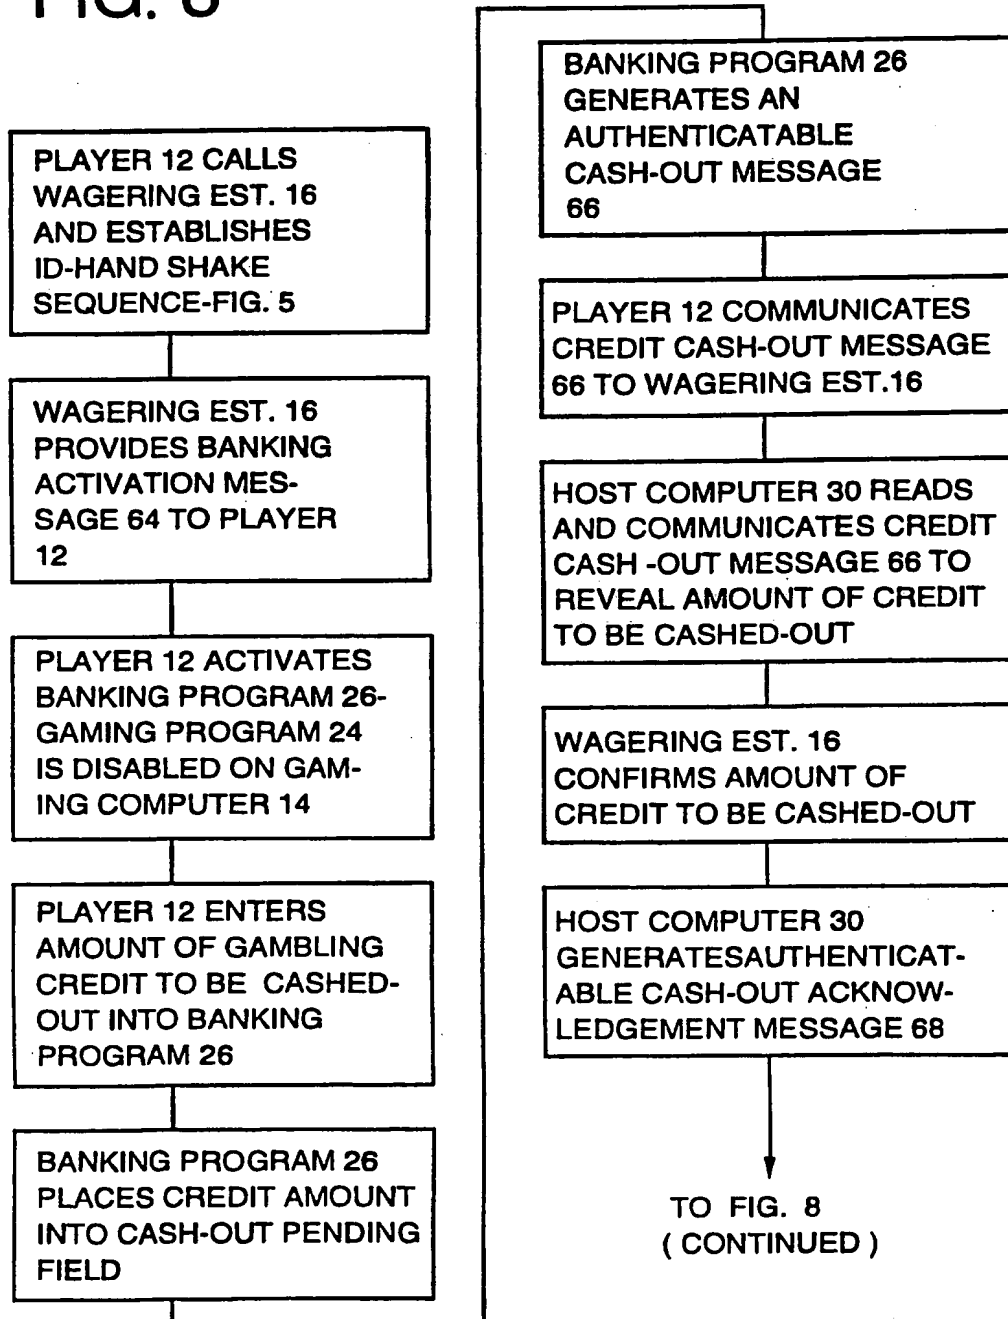 FIG. 8
PLAYER 12 CALLS
WAGERING EST. 16
AND ESTABLISHES
ID-HAND SHAKE
SEQUENCE-FIG. 5
WAGERING EST. 16
PROVIDES BANKING
ACTIVATION MES-
SAGE 64 TO PLAYER
12
PLAYER 12 ACTIVATES
BANKING PROGRAM 26-
GAMING PROGRAM 24
IS DISABLED ON GAM-
ING COMPUTER 14
PLAYER 12 ENTERS
AMOUNT OF GAMBLING
CREDIT TO BE CASHED-
OUT INTO BANKING
PROGRAM 26
BANKING PROGRAM 26
PLACES CREDIT AMOUNT
INTO CASH-OUT PENDING
FIELD
BANKING PROGRAM 26
GENERATES AN
AUTHENTICATABLE
CASH-OUT MESSAGE
66
PLAYER 12 COMMUNICATES
CREDIT CASH-OUT MESSAGE
66 TO WAGERING EST.16
HOST COMPUTER 30 READS
AND COMMUNICATES CREDIT
CASH -OUT MESSAGE 66 TO
REVEAL AMOUNT OF CREDIT
TO BE CASHED-OUT
WAGERING EST. 16
CONFIRMS AMOUNT OF
CREDIT TO BE CASHED-OUT
HOST COMPUTER 30
GENERATESAUTHENTICAT-
ABLE CASH-OUT ACKNOW-
LEDGEMENT MESSAGE 68
TO FIG. 8
( CONTINUED )